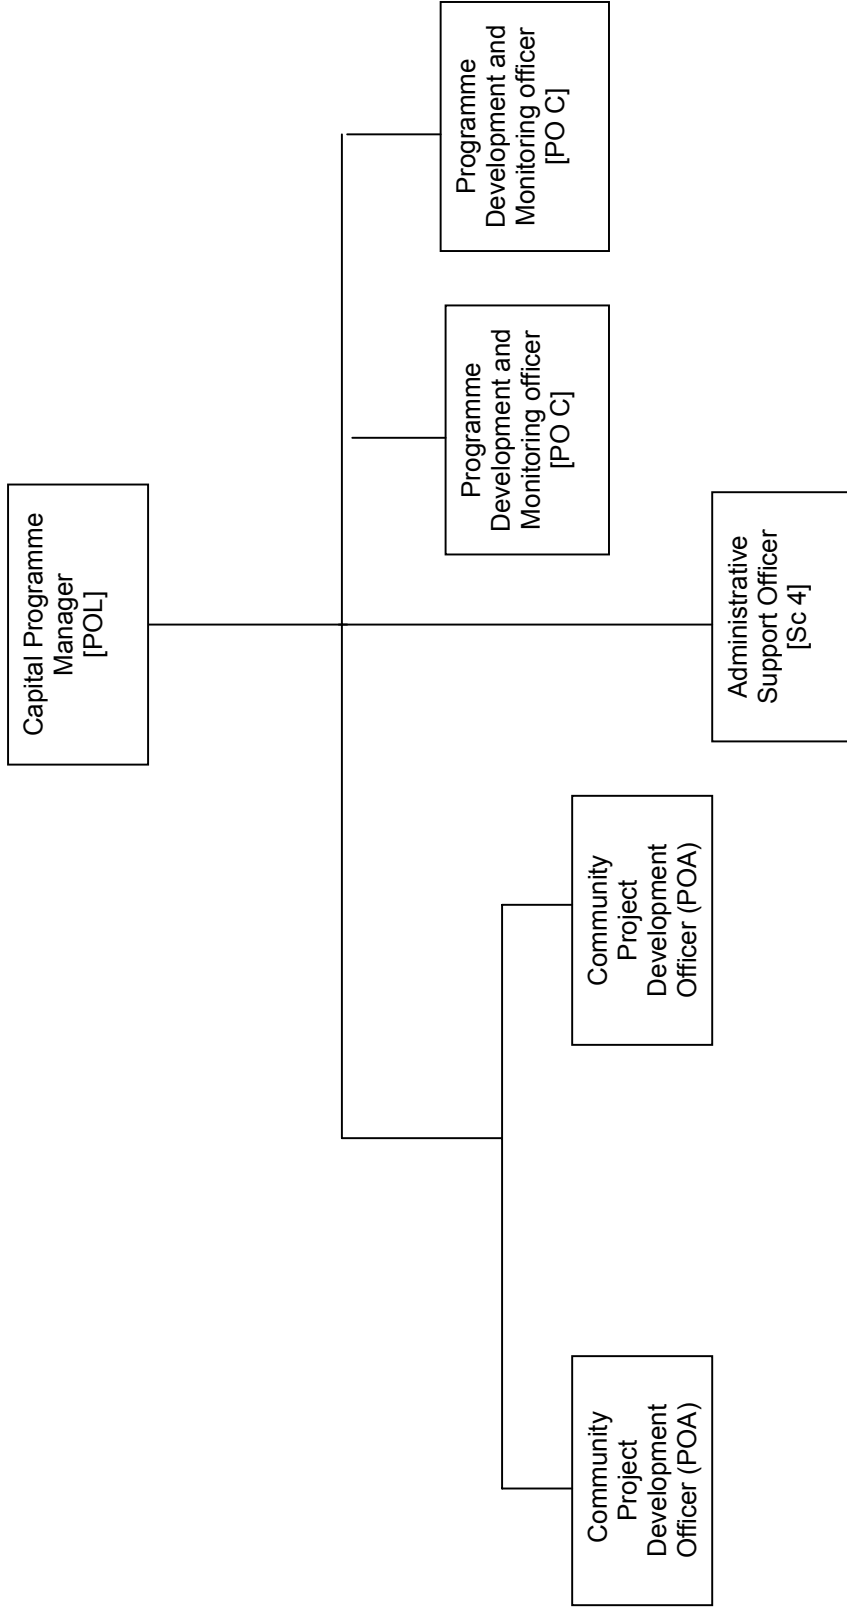 Capital Programme
Manager
[POL]
Community
Project
Development
Officer (POA)
Community
Project
Development
Officer (POA)
Administrative
Support Officer
[Sc 4]
Programme
Development and
Monitoring officer
[PO C]
Programme
Development and
Monitoring officer
[PO C]